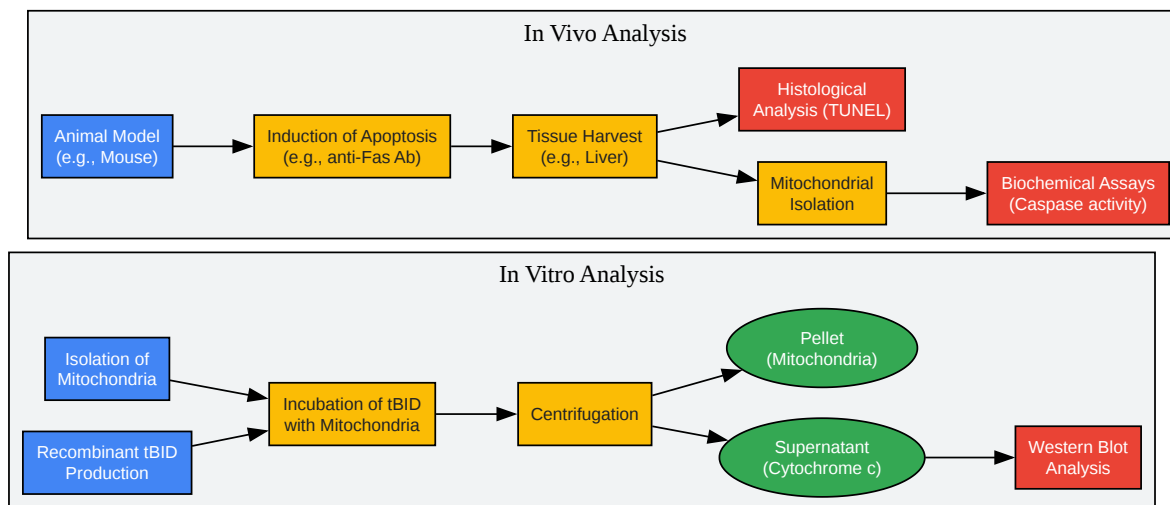 In Vivo Analysis
Animal Model
(e.g., Mouse)
Induction of Apoptosis
(e.g., anti-Fas Ab)
Tissue Harvest
(e.g., Liver)
Histological
Analysis (TUNEL)
Mitochondrial
Isolation
Biochemical Assays
(Caspase activity)
In Vitro Analysis
Isolation of
Mitochondria
Recombinant tBID
Production
Incubation of tBID
with Mitochondria
Centrifugation
Pellet
(Mitochondria)
Supernatant
(Cytochrome c)
Western Blot
Analysis